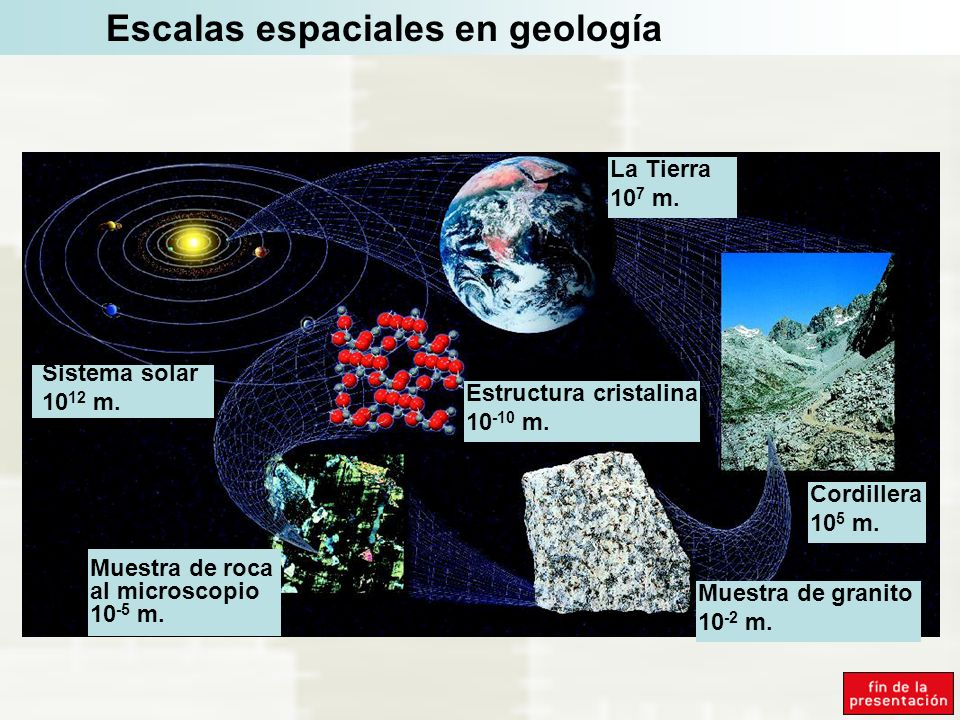 Escalas espaciales en geología
La Tierra
10⁷ m.
Sistema solar
10¹² m.
Estructura cristalina
10⁻¹⁰ m.
Cordillera
10⁵ m.
Muestra de roca
al microscopio
10⁻⁵ m.
Muestra de granito
10⁻² m.
fin de la
presentación